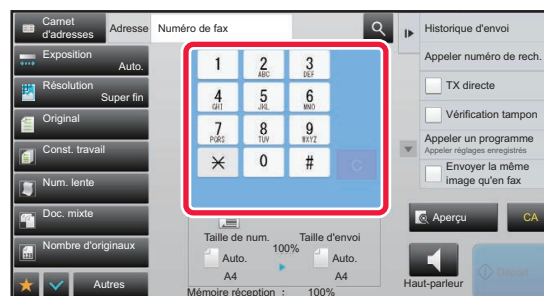 Carnet
d'adresses
Adresse
Numéro de fax
Exposition
Auto.
Résolution
Super fin
Original
Const. travail
Num. lente
Doc. mixte
Nombre d'originaux
Autres
1
2
ABC
3
DEF
4
GHI
5
JKL
6
MNO
7
PQRS
8
TUV
9
WXYZ
0
#
C
Taille de num.
100%
Taille d'envoi
Auto.
Auto.
A4
A4
Mémoire réception : 100%
Historique d'envoi
Appeler numéro de rech.
TX directe
Vérification tampon
Appeler un programme
Appeler réglages enregistrés
Envoyer la même
image qu'en fax
Aperçu
CA
Haut-parleur
Départ